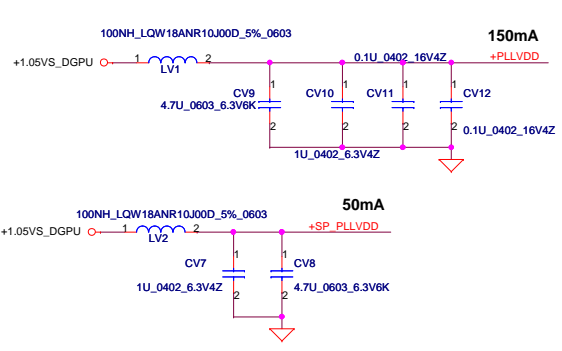 100NH_LQW18ANR10J00D_5%_0603
150mA
+1.05VS_DGPU 1 2 0.1U_0402_16V4Z +PLLVDD
LV1
1 1 1 1
CV9 CV10 CV11 CV12
4.7U_0603_6.3V6K
2 2 2 2 0.1U_0402_16V4Z
1U_0402_6.3V4Z
50mA
100NH_LQW18ANR10J00D_5%_0603
+1.05VS_DGPU 1 2 +SP_PLLVDD
LV2
1 1
CV7 CV8
1U_0402_6.3V4Z 4.7U_0603_6.3V6K
2 2